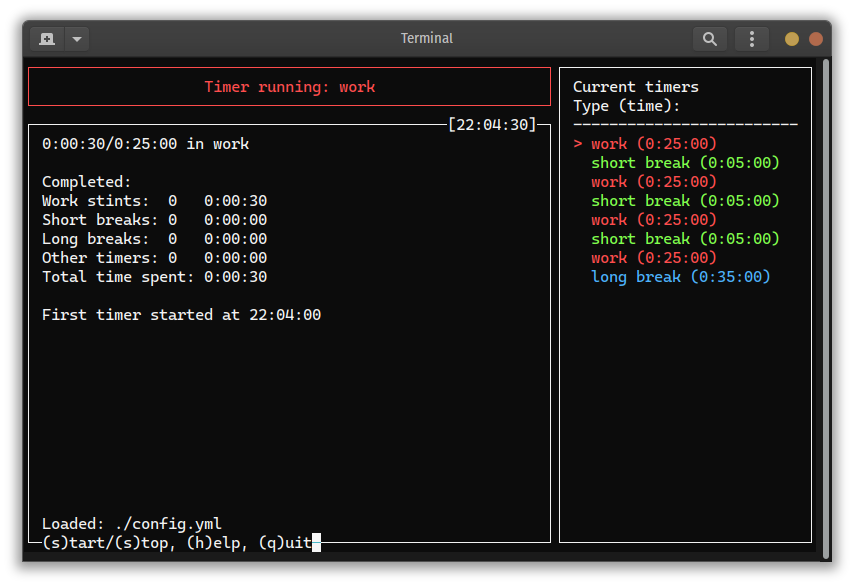 Terminal
Timer running: work
[22:04:30]
0:00:30/0:25:00 in work
Completed:
Work stints:  0   0:00:30
Short breaks: 0   0:00:00
Long breaks:  0   0:00:00
Other timers: 0   0:00:00
Total time spent: 0:00:30
First timer started at 22:04:00
Loaded: ./config.yml
(s)tart/(s)top, (h)elp, (q)uit
Current timers
Type (time):
-------------------------
> work (0:25:00)
short break (0:05:00)
work (0:25:00)
short break (0:05:00)
work (0:25:00)
short break (0:05:00)
work (0:25:00)
long break (0:35:00)